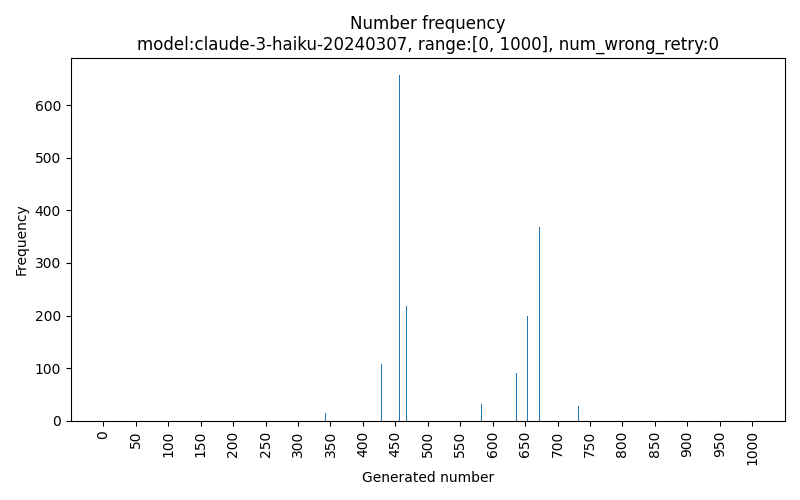 Number frequency
model:claude-3-haiku-20240307, range:[0, 1000], num_wrong_retry:0
Frequency
600
500
400
300
200
100
0
0 50 100 150 200 250 300 350 400 450 500 550 600 650 700 750 800 850 900 950 1000
Generated number